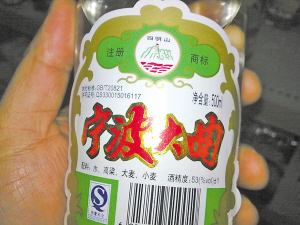 四明山
注册 商标
GB/T20821
QS330015016117
净含量:500ml
宁波大曲
配料:水、高粱、大麦、小麦 酒精度:53(%vol)